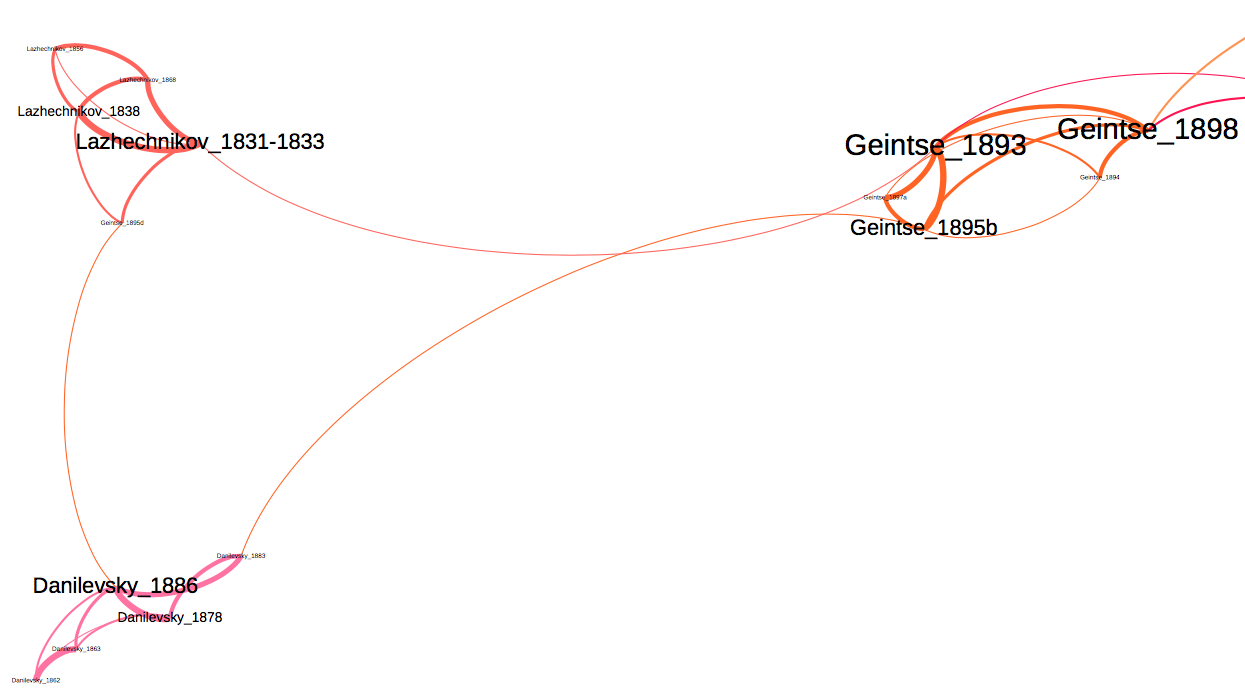 Lazhechnikov_1856
Lazhechnikov_1868
Lazhechnikov_1838
Lazhechnikov_1831-1833
Geintse_1895d
Geintse_1893
Geintse_1898
Geintse_1894
Geintse_1897a
Geintse_1895b
Danilevsky_1883
Danilevsky_1886
Danilevsky_1878
Danilevsky_1863
Danilevsky_1862